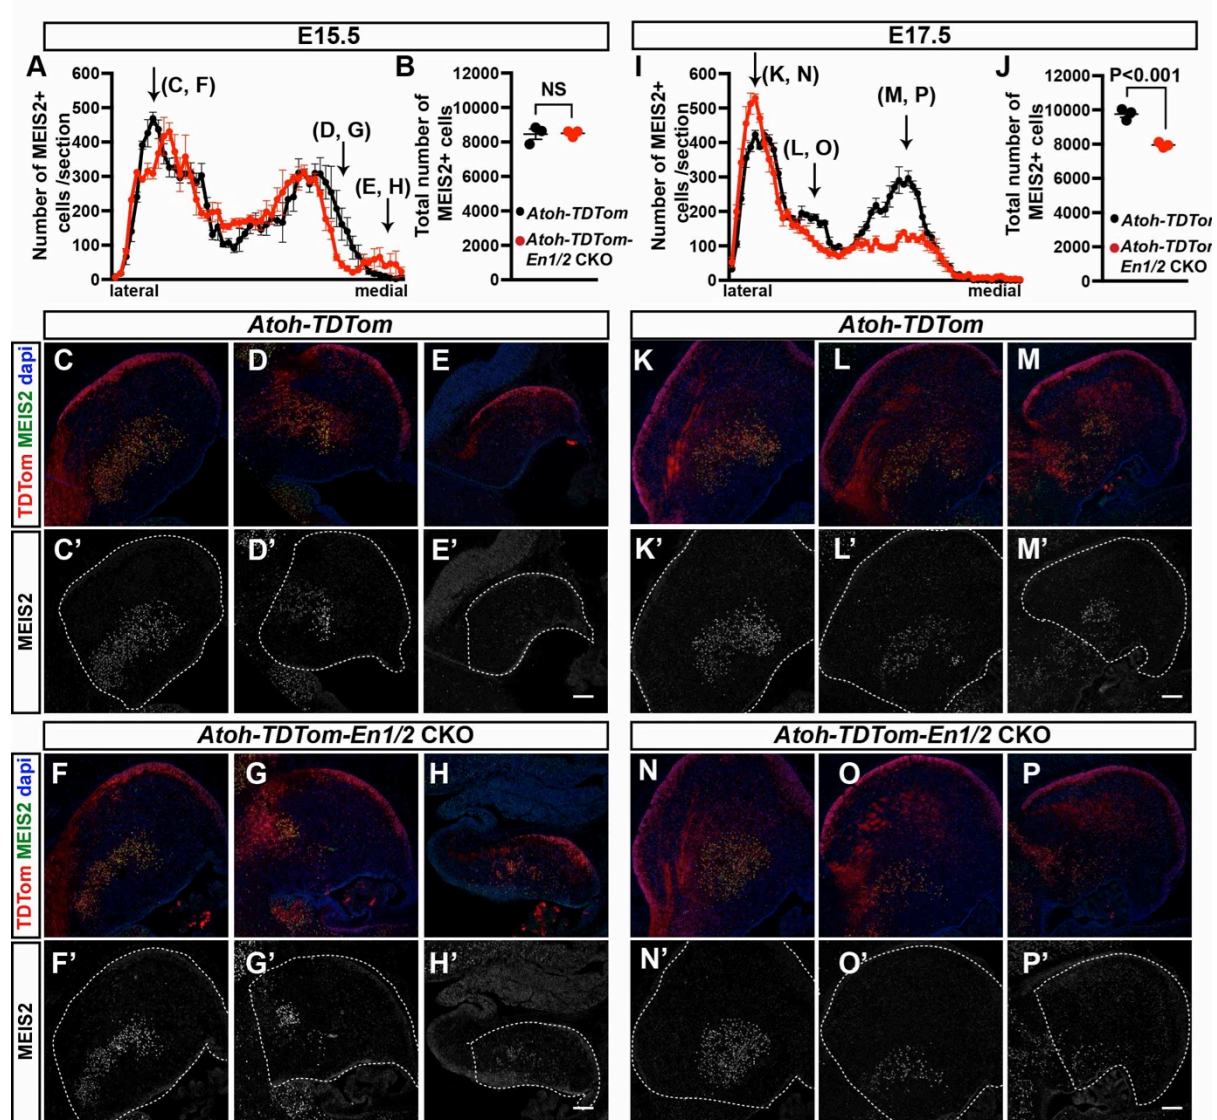 E15.5
E17.5
A
Number of MEIS2+
cells /section
600
500
400
300
200
100
0
(C, F)
(D, G)
(E, H)
lateral
medial
B
Total number of
MEIS2+ cells
12000
10000
8000
6000
4000
2000
0
NS
Atoh-TDTom
Atoh-TDTom-
En1/2 CKO
I
Number of MEIS2+
cells /section
600
500
400
300
200
100
0
(K, N)
(L, O)
(M, P)
lateral
medial
J
Total number of
MEIS2+ cells
12000
10000
8000
6000
4000
2000
0
P<0.001
Atoh-TDTor
Atoh-TDTor
En1/2 CKO
Atoh-TDTom
Atoh-TDTom
TDTom MEIS2 dapi
C
D
E
K
L
M
MEIS2
C’
D’
E’
K’
L’
M’
Atoh-TDTom-En1/2 CKO
Atoh-TDTom-En1/2 CKO
TDTom MEIS2 dapi
F
G
H
N
O
P
MEIS2
F’
G’
H’
N’
O’
P’